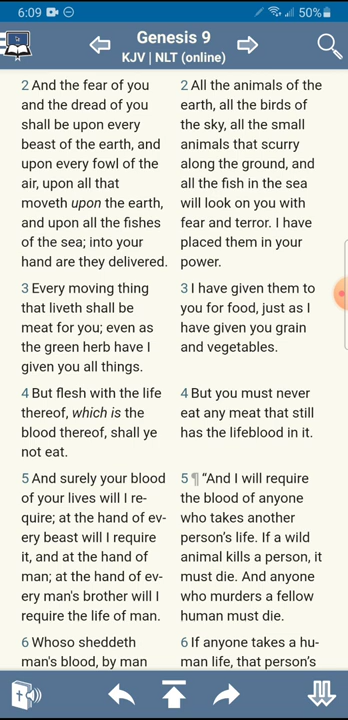 6:09
50%
Genesis 9
KJV | NLT (online)
2 And the fear of you
and the dread of you
shall be upon every
beast of the earth, and
upon every fowl of the
air, upon all that
moveth upon the earth,
and upon all the fishes
of the sea; into your
hand are they delivered.
3 Every moving thing
that liveth shall be
meat for you; even as
the green herb have I
given you all things.
4 But flesh with the life
thereof, which is the
blood thereof, shall ye
not eat.
5 And surely your blood
of your lives will I re-
quire; at the hand of ev-
ery beast will I require
it, and at the hand of
man; at the hand of ev-
ery man's brother will I
require the life of man.
6 Whoso sheddeth
man's blood, by man
2 All the animals of the
earth, all the birds of
the sky, all the small
animals that scurry
along the ground, and
all the fish in the sea
will look on you with
fear and terror. I have
placed them in your
power.
3 I have given them to
you for food, just as I
have given you grain
and vegetables.
4 But you must never
eat any meat that still
has the lifeblood in it.
5 ¶ “And I will require
the blood of anyone
who takes another
person’s life. If a wild
animal kills a person, it
must die. And anyone
who murders a fellow
human must die.
6 If anyone takes a hu-
man life, that person’s